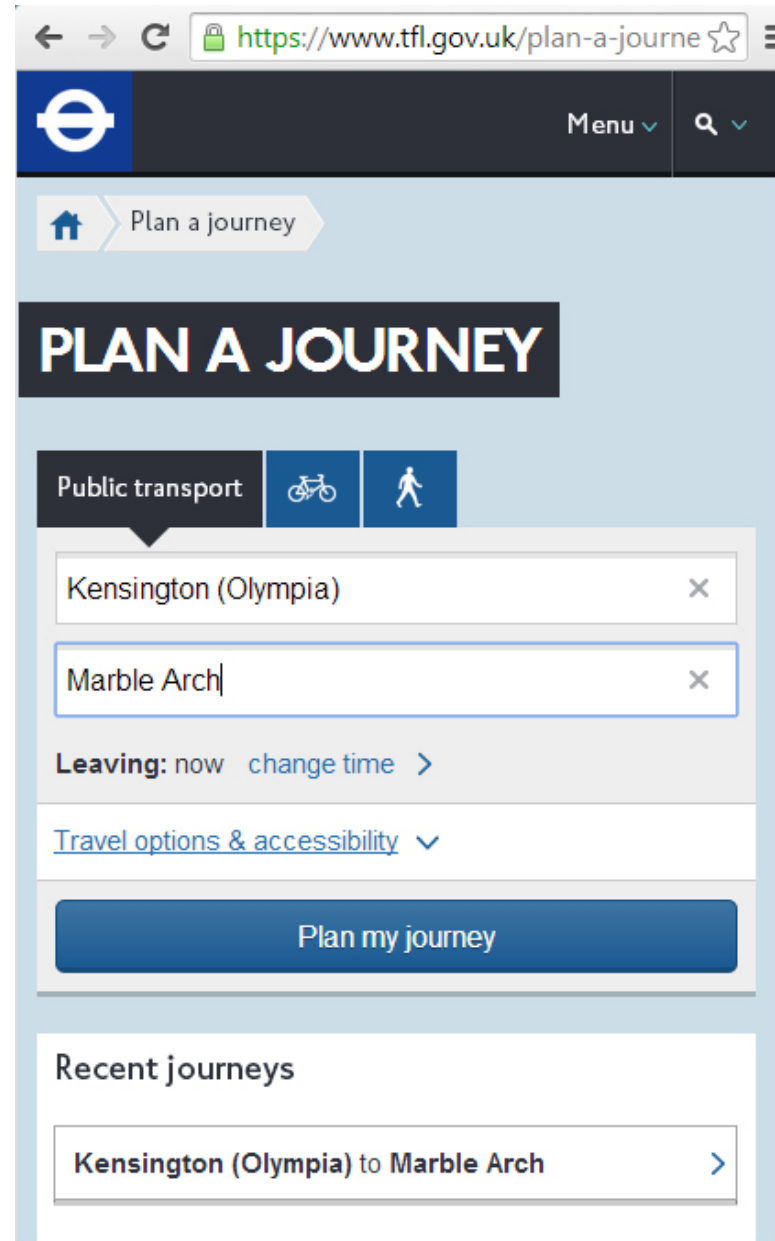 https://www.tfl.gov.uk/plan-a-journe
Menu
Plan a journey
PLAN A JOURNEY
Public transport
Kensington (Olympia)
Marble Arch
Leaving: now change time
Travel options & accessibility
Plan my journey
Recent journeys
Kensington (Olympia) to Marble Arch